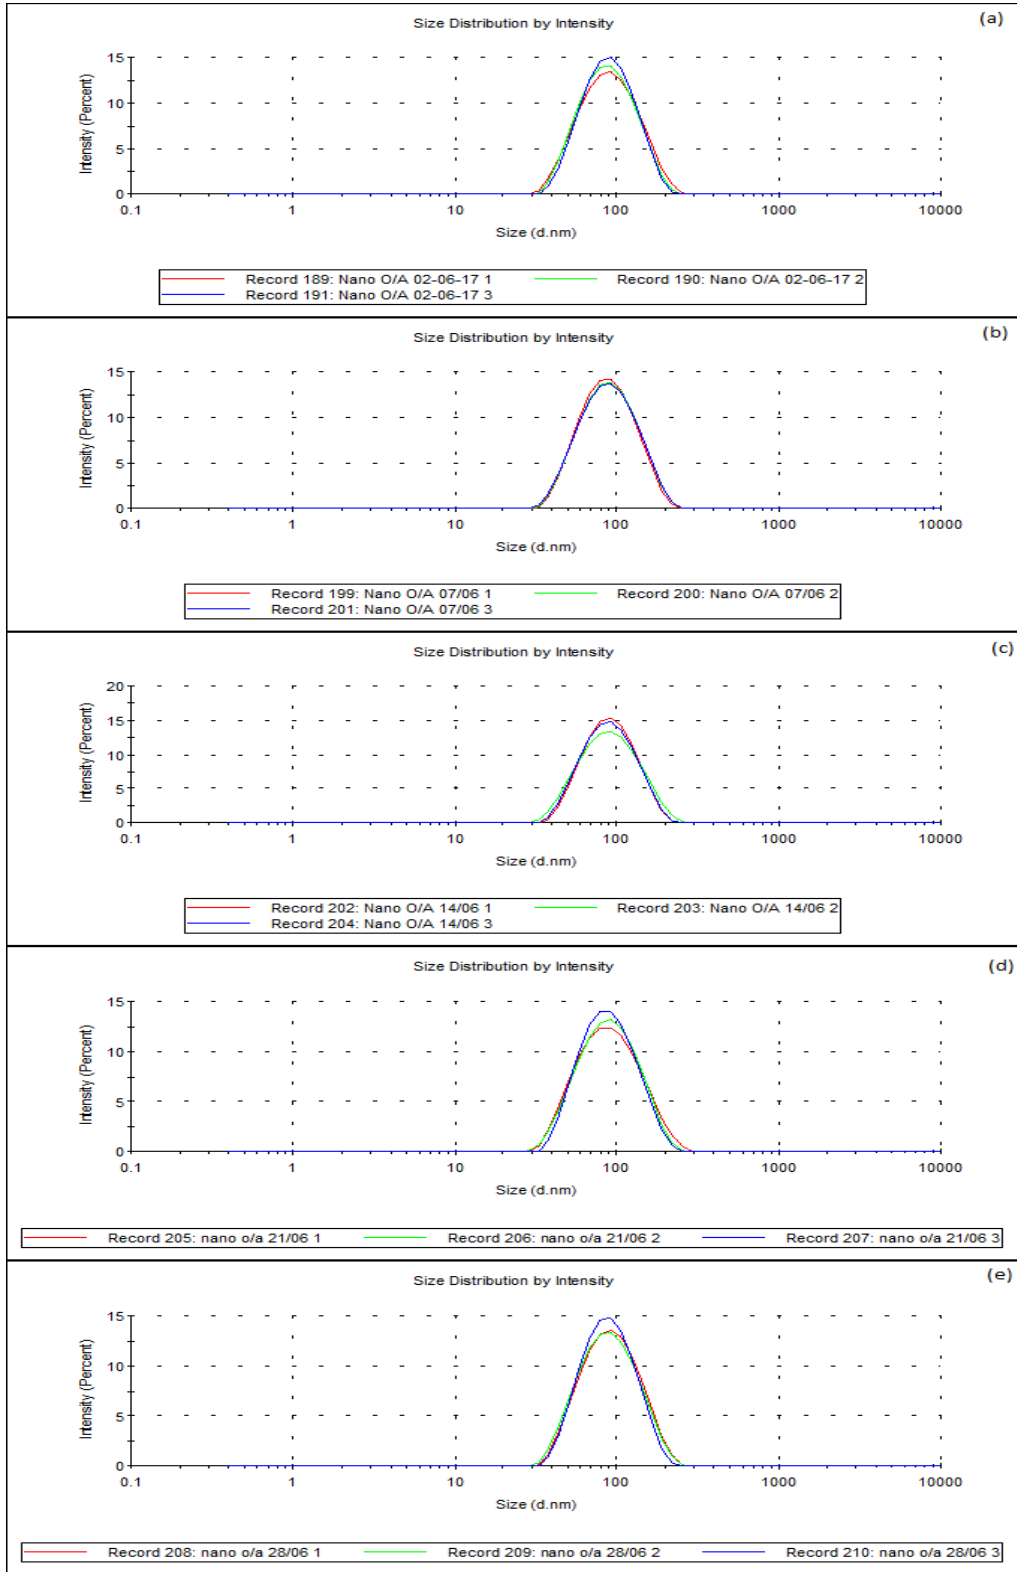 Size Distribution by Intensity (a)
Intensity (Percent)
15
10
5
0
0.1 1 10 100 1000 10000
Size (d.nm)
Record 189: Nano O/A 02-06-17 1 Record 190: Nano O/A 02-06-17 2
Record 191: Nano O/A 02-06-17 3
Size Distribution by Intensity (b)
Intensity (Percent)
15
10
5
0
0.1 1 10 100 1000 10000
Size (d.nm)
Record 199: Nano O/A 07/06 1 Record 200: Nano O/A 07/06 2
Record 201: Nano O/A 07/06 3
Size Distribution by Intensity (c)
Intensity (Percent)
20
15
10
5
0
0.1 1 10 100 1000 10000
Size (d.nm)
Record 202: Nano O/A 14/06 1 Record 203: Nano O/A 14/06 2
Record 204: Nano O/A 14/06 3
Size Distribution by Intensity (d)
Intensity (Percent)
15
10
5
0
0.1 1 10 100 1000 10000
Size (d.nm)
Record 205: nano o/a 21/06 1 Record 206: nano o/a 21/06 2 Record 207: nano o/a 21/06 3
Size Distribution by Intensity (e)
Intensity (Percent)
15
10
5
0
0.1 1 10 100 1000 10000
Size (d.nm)
Record 208: nano o/a 28/06 1 Record 209: nano o/a 28/06 2 Record 210: nano o/a 28/06 3